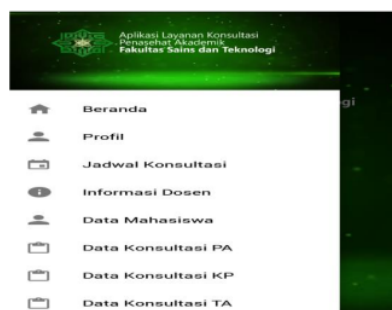 Aplikasi Layanan Konsultasi
Penasehat Akademik
Fakultas Sains dan Teknologi
gi
Beranda
Profil
Jadwal Konsultasi
Informasi Dosen
Data Mahasiswa
Data Konsultasi PA
Data Konsultasi KP
Data Konsultasi TA